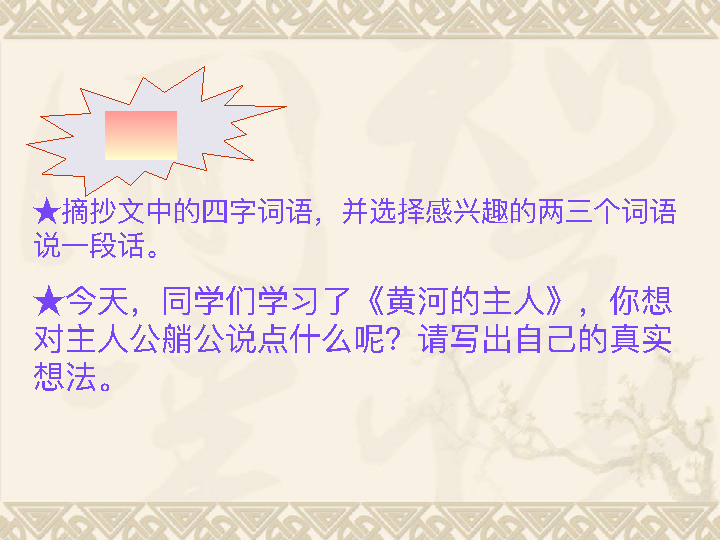 ★摘抄文中的四字词语，并选择感兴趣的两三个词语
说一段话。
★今天，同学们学习了《黄河的主人》，你想
对主人公艄公说点什么呢？请写出自己的真实
想法。